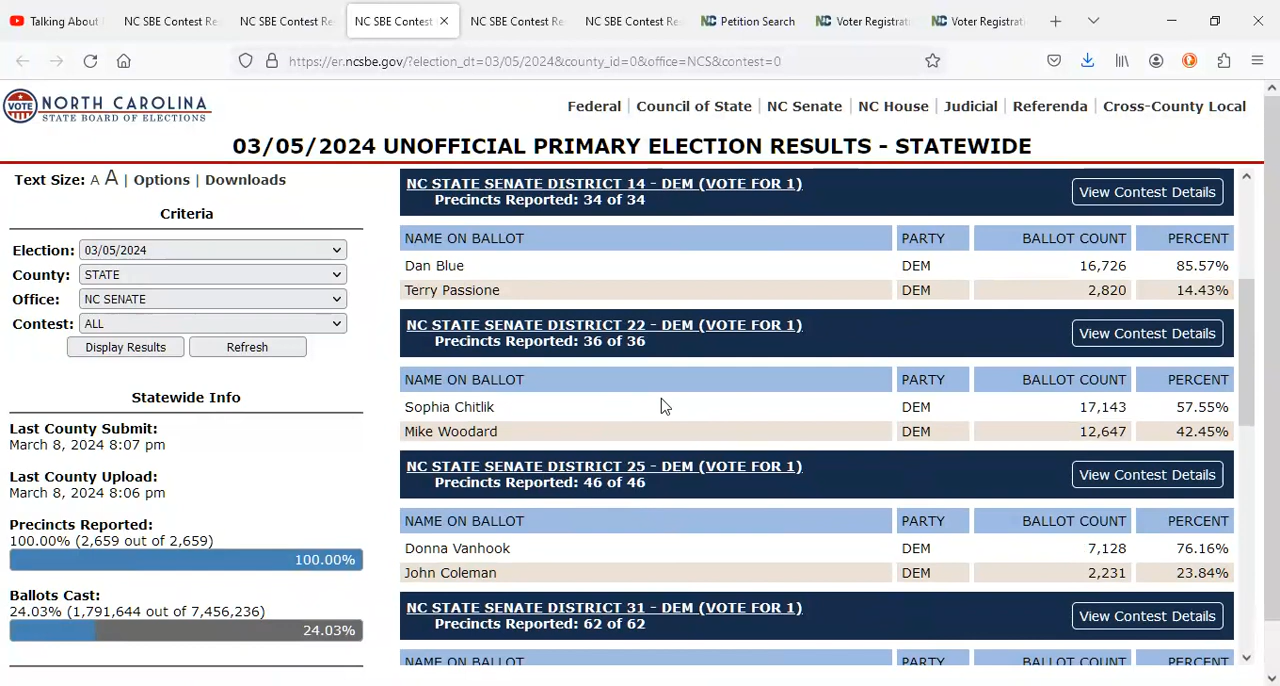 Talking About
NC SBE Contest Re
NC SBE Contest Re
NC SBE Contest
NC SBE Contest Re
NC SBE Contest Re
NC Petition Search
NC Voter Registrat
NC Voter Registrat
https://er.ncsbe.gov/?election_dt=03/05/2024&county_id=0&office=NCS&contest=0
VOTE
NORTH CAROLINA
STATE BOARD OF ELECTIONS
Federal | Council of State | NC Senate | NC House | Judicial | Referenda | Cross-County Local
03/05/2024 UNOFFICIAL PRIMARY ELECTION RESULTS - STATEWIDE
Text Size: A A | Options | Downloads
Criteria
Election: 03/05/2024
County: STATE
Office: NC SENATE
Contest: ALL
Display Results Refresh
Statewide Info
Last County Submit:
March 8, 2024 8:07 pm
Last County Upload:
March 8, 2024 8:06 pm
Precincts Reported:
100.00% (2,659 out of 2,659)
100.00%
Ballots Cast:
24.03% (1,791,644 out of 7,456,236)
24.03%
NC STATE SENATE DISTRICT 14 - DEM (VOTE FOR 1)
Precincts Reported: 34 of 34
View Contest Details
NAME ON BALLOT PARTY BALLOT COUNT PERCENT
Dan Blue DEM 16,726 85.57%
Terry Passione DEM 2,820 14.43%
NC STATE SENATE DISTRICT 22 - DEM (VOTE FOR 1)
Precincts Reported: 36 of 36
View Contest Details
NAME ON BALLOT PARTY BALLOT COUNT PERCENT
Sophia Chitlik DEM 17,143 57.55%
Mike Woodard DEM 12,647 42.45%
NC STATE SENATE DISTRICT 25 - DEM (VOTE FOR 1)
Precincts Reported: 46 of 46
View Contest Details
NAME ON BALLOT PARTY BALLOT COUNT PERCENT
Donna Vanhook DEM 7,128 76.16%
John Coleman DEM 2,231 23.84%
NC STATE SENATE DISTRICT 31 - DEM (VOTE FOR 1)
Precincts Reported: 62 of 62
View Contest Details
NAME ON BALLOT PARTY BALLOT COUNT PERCENT